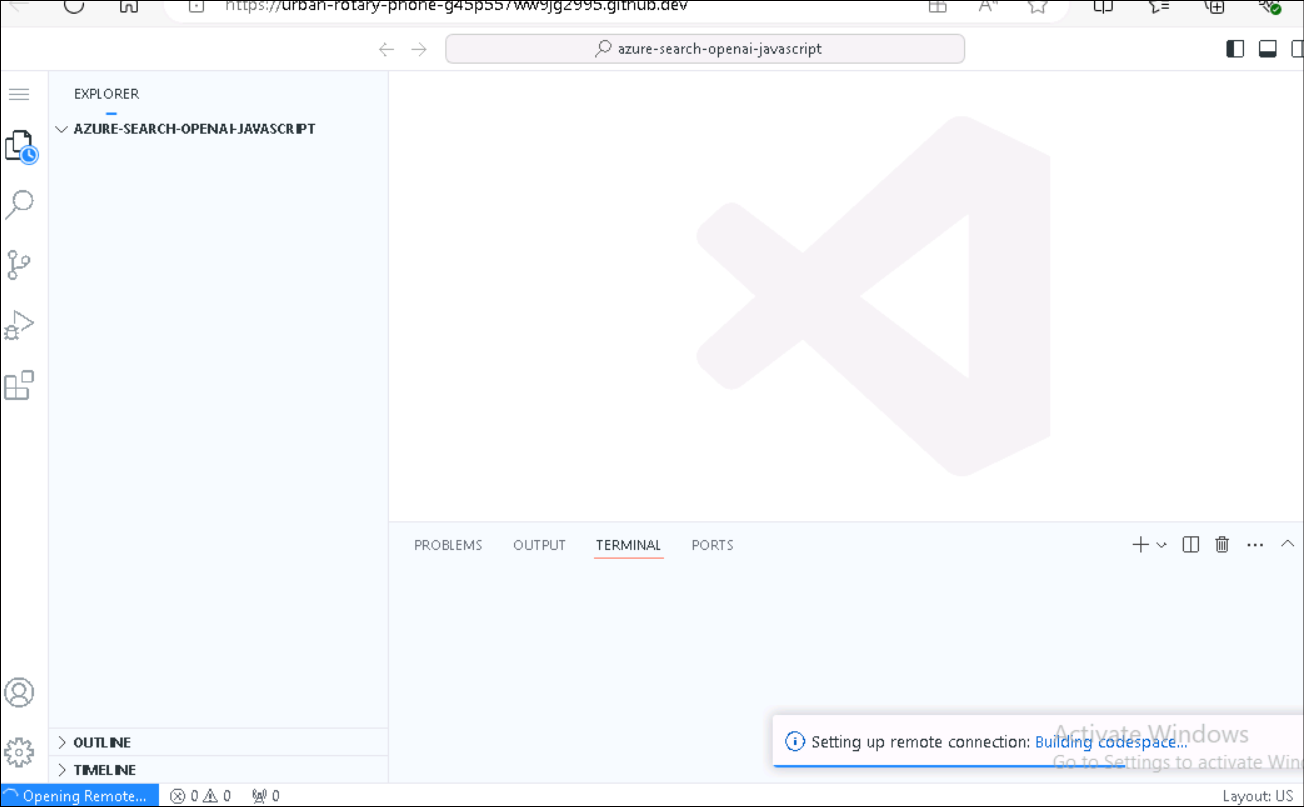 https://urban-rotary-phone-g45p557ww9jg2995.github.dev
azure-search-openai-javascript
EXPLORER
AZURE-SEARCH-OPENAI-JAVASCRIPT
PROBLEMS OUTPUT TERMINAL PORTS
OUTLINE
TIMELINE
Setting up remote connection: Building codespace...
Activate Windows
Go to Settings to activate Win
Opening Remote... 0 0 0 Layout: US